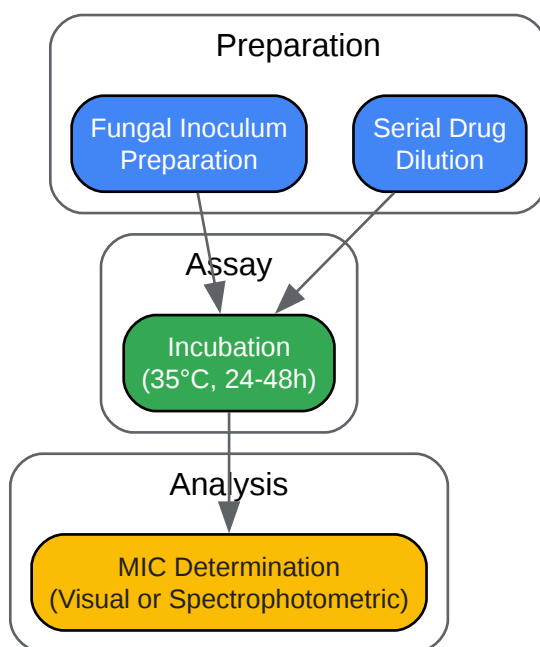 Preparation
Fungal Inoculum
Preparation
Serial Drug
Dilution
Assay
Incubation
(35°C, 24-48h)
Analysis
MIC Determination
(Visual or Spectrophotometric)